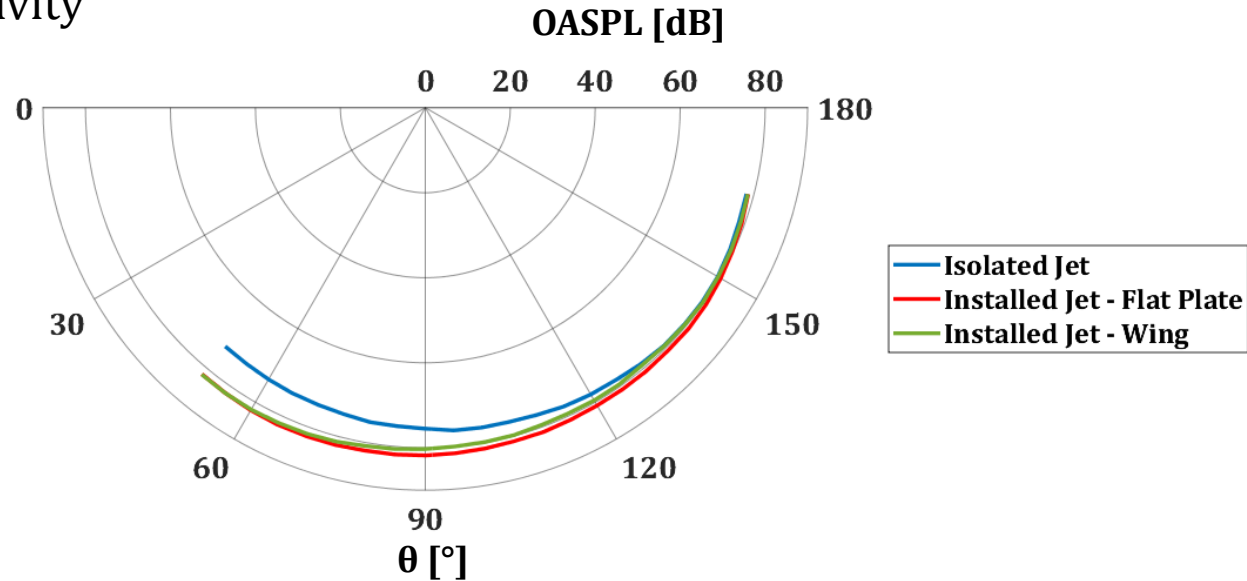 OASPL [dB]
0 20 40 60 80
0 180
30 150
60 120
90
θ [°]
Isolated Jet
Installed Jet - Flat Plate
Installed Jet - Wing